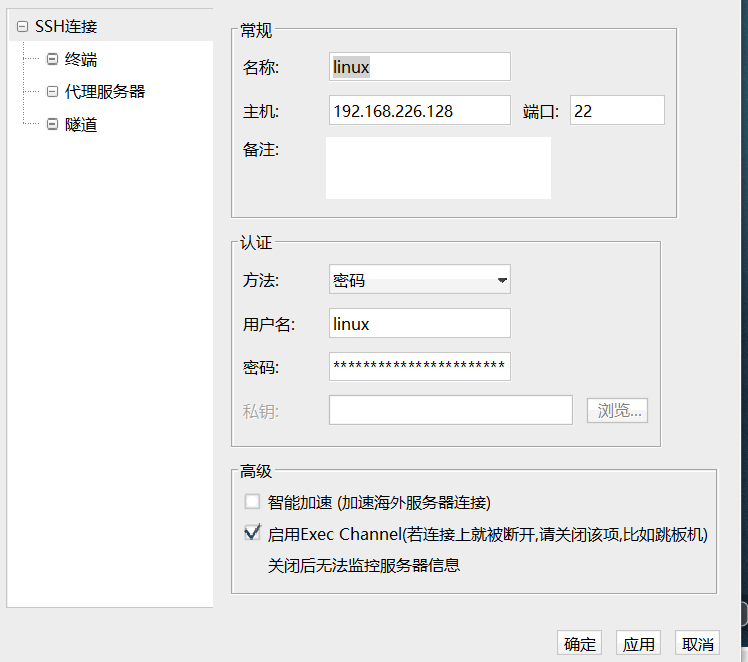 SSH连接
终端
代理服务器
隧道
常规
名称: linux
主机: 192.168.226.128 端口: 22
备注:
认证
方法: 密码
用户名: linux
密码: ***********************
私钥: 浏览...
高级
智能加速 (加速海外服务器连接)
启用Exec Channel(若连接上就被断开,请关闭该项,比如跳板机)
关闭后无法监控服务器信息
确定 应用 取消